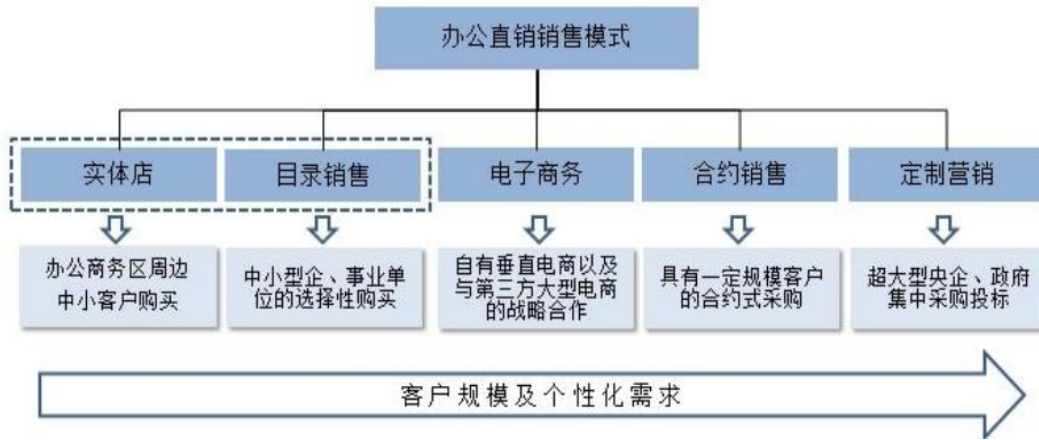 办公直销销售模式
实体店
目录销售
电子商务
合约销售
定制营销
办公商务区周边
中小客户购买
中小型企、事业单
位的选择性购买
自有垂直电商以及
与第三方大型电商
的战略合作
具有一定规模客户
的合约式采购
超大型央企、政府
集中采购投标
客户规模及个性化需求